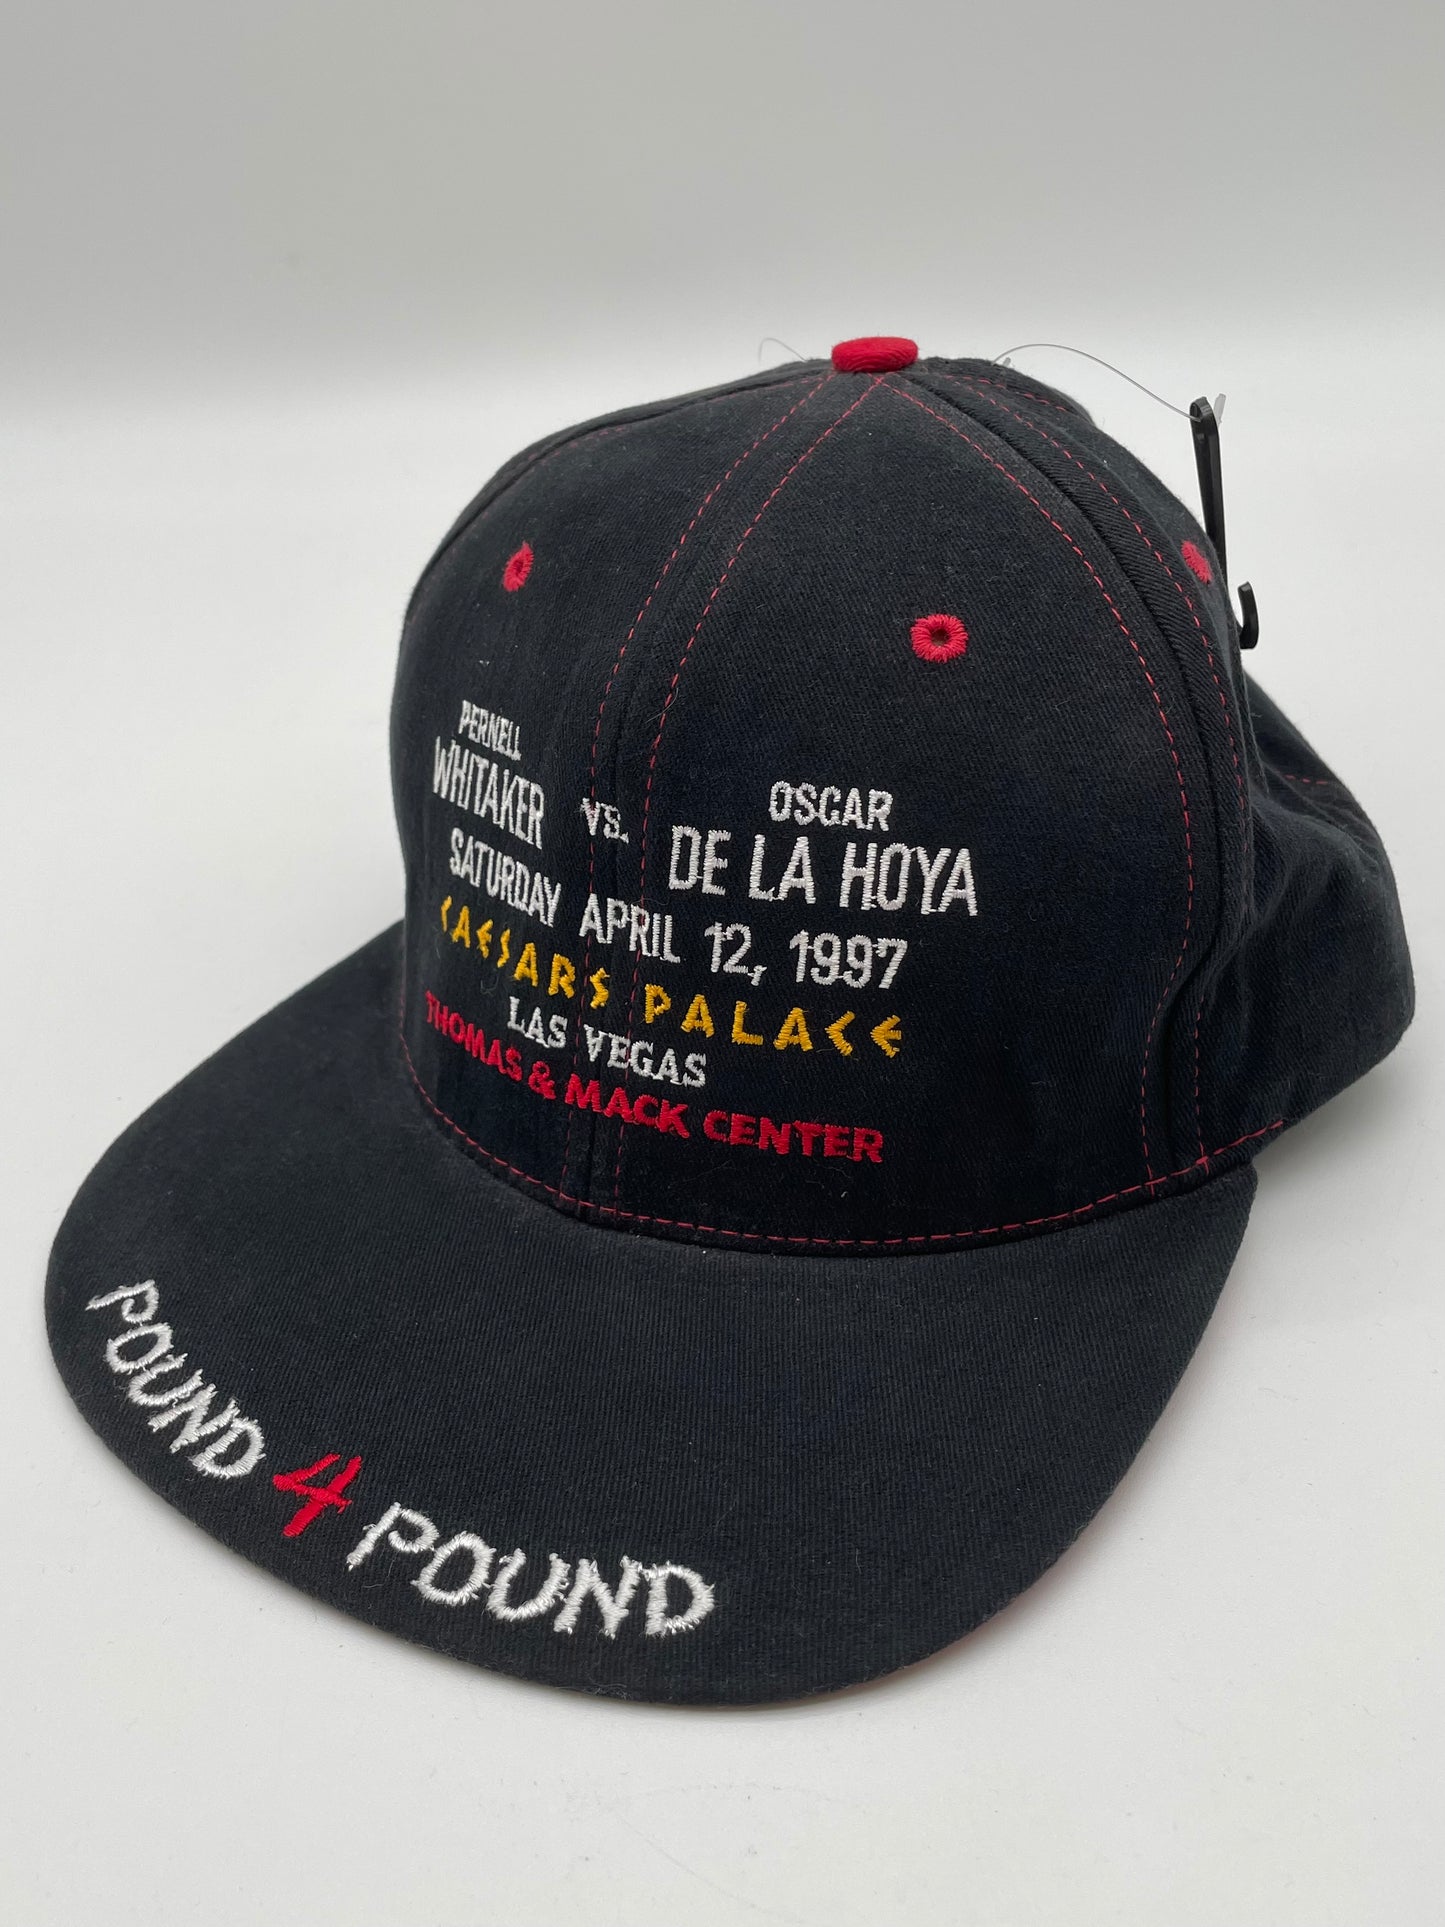 PERNELL
WHITAKER VS. OSCAR
DE LA HOYA
SATURDAY APRIL 12, 1997
CAESARS PALACE
LAS VEGAS
THOMAS & MACK CENTER
POUND 4 POUND